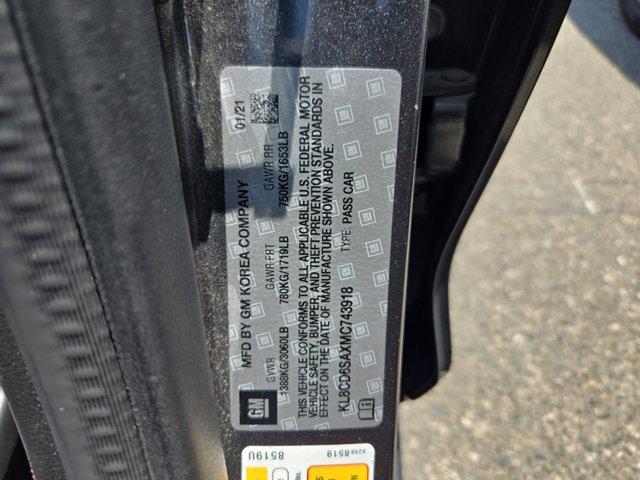 MFD BY GM KOREA COMPANY 01/21
GVWR GAWR FRT GAWR RR
1388KG/3060LB 780KG/1719LB 750KG/1653LB
THIS VEHICLE CONFORMS TO ALL APPLICABLE U.S. FEDERAL MOTOR
VEHICLE SAFETY, BUMPER, AND THEFT PREVENTION STANDARDS IN
EFFECT ON THE DATE OF MANUFACTURE SHOWN ABOVE.
KL8CD6SAXMC743918 TYPE: PASS CAR
GM
8519U
82488519